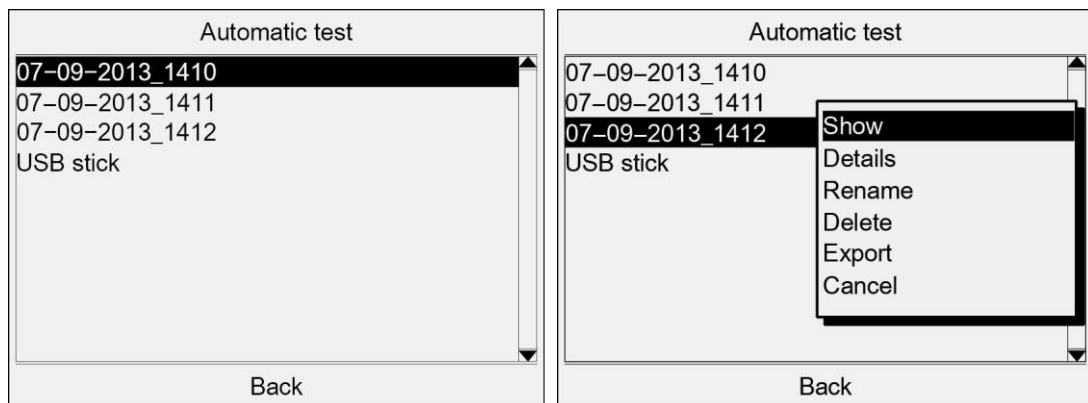 Automatic test
07-09-2013_1410
07-09-2013_1411
07-09-2013_1412
USB stick
Back
Automatic test
07-09-2013_1410
07-09-2013_1411
07-09-2013_1412
USB stick
Show
Details
Rename
Delete
Export
Cancel
Back